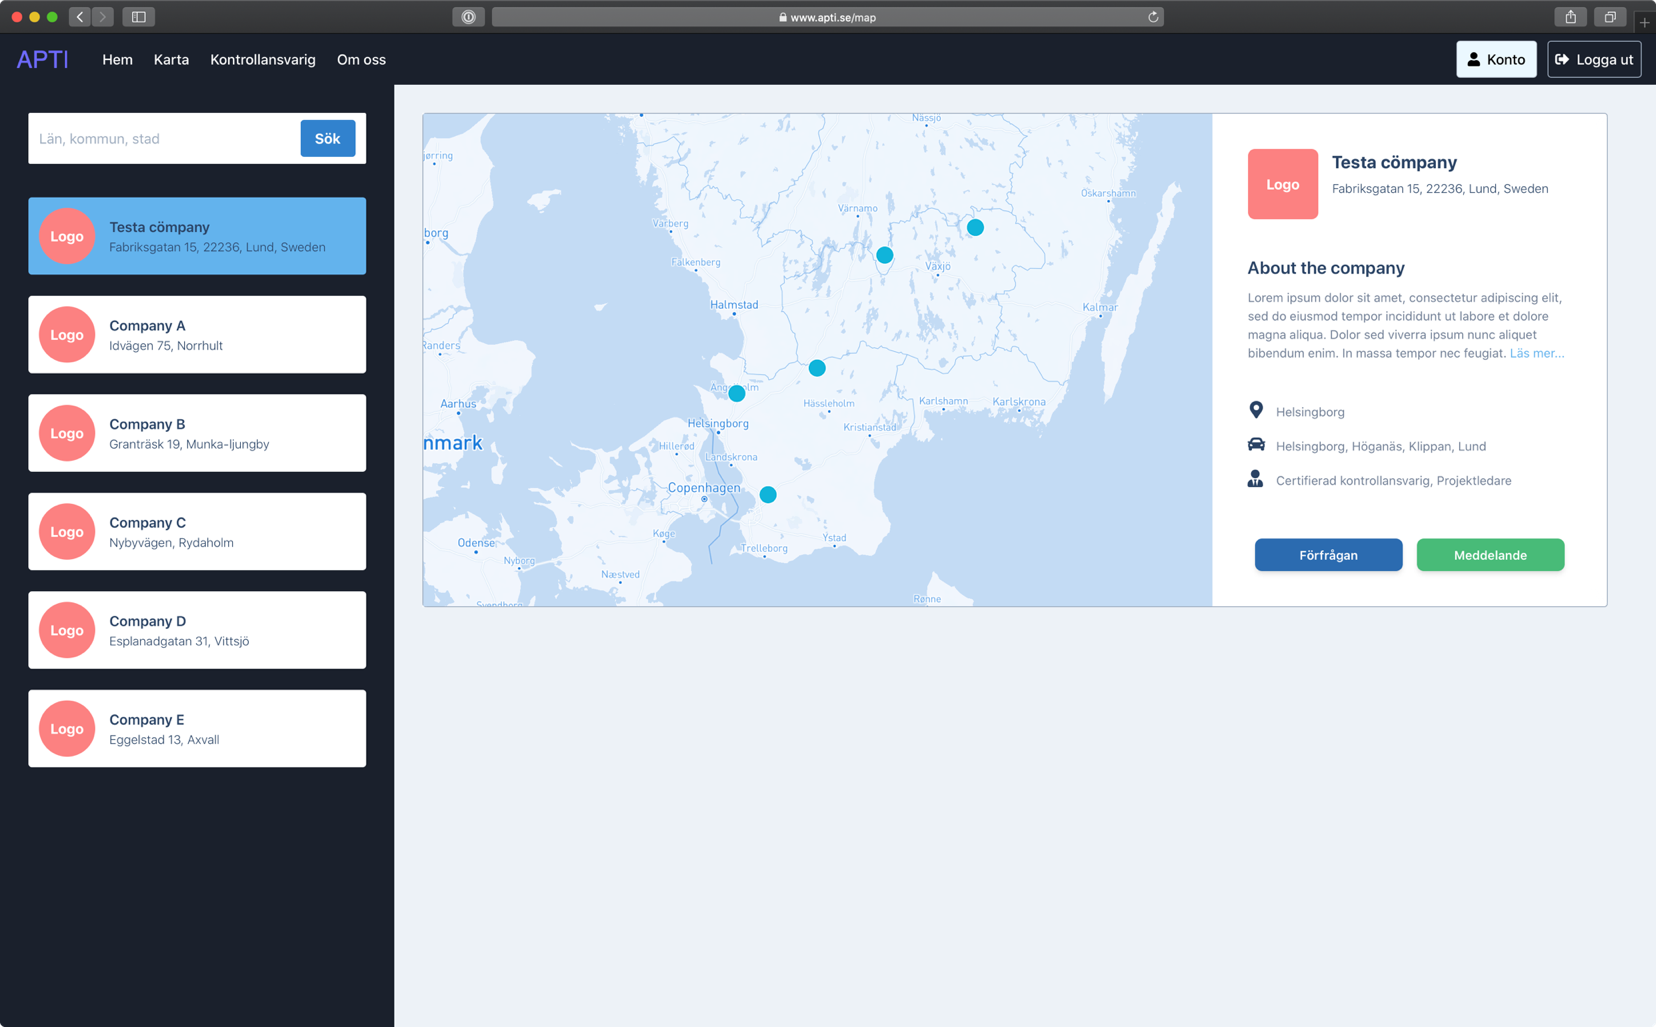 www.apti.se/map
APTI
Hem
Karta
Kontrollansvarig
Om oss
Konto
Logga ut
Län, kommun, stad
Sök
Logo
Testa cömpany
Fabriksgatan 15, 22236, Lund, Sweden
Logo
Company A
Idvägen 75, Norrhult
Logo
Company B
Granträsk 19, Munka-ljungby
Logo
Company C
Nybyvägen, Rydaholm
Logo
Company D
Esplanadgatan 31, Vittsjö
Logo
Company E
Eggelstad 13, Axvall
Nässjö
Oskarshamn
Värnamo
Varberg
borg
Falkenberg
Växjö
Halmstad
Kalmar
Randers
Aarhus
Hässleholm
Karlshamn
Karlskrona
Helsingborg
Kristianstad
nmark
Hillerød
Landskrona
Copenhagen
Odense
Køge
Ystad
Trelleborg
Nyborg
Næstved
Svendborg
Rønne
Logo
Testa cömpany
Fabriksgatan 15, 22236, Lund, Sweden
About the company
Lorem ipsum dolor sit amet, consectetur adipiscing elit,
sed do eiusmod tempor incididunt ut labore et dolore
magna aliqua. Dolor sed viverra ipsum nunc aliquet
bibendum enim. In massa tempor nec feugiat. Läs mer...
Helsingborg
Helsingborg, Höganäs, Klippan, Lund
Certifierad kontrollansvarig, Projektledare
Förfrågan
Meddelande